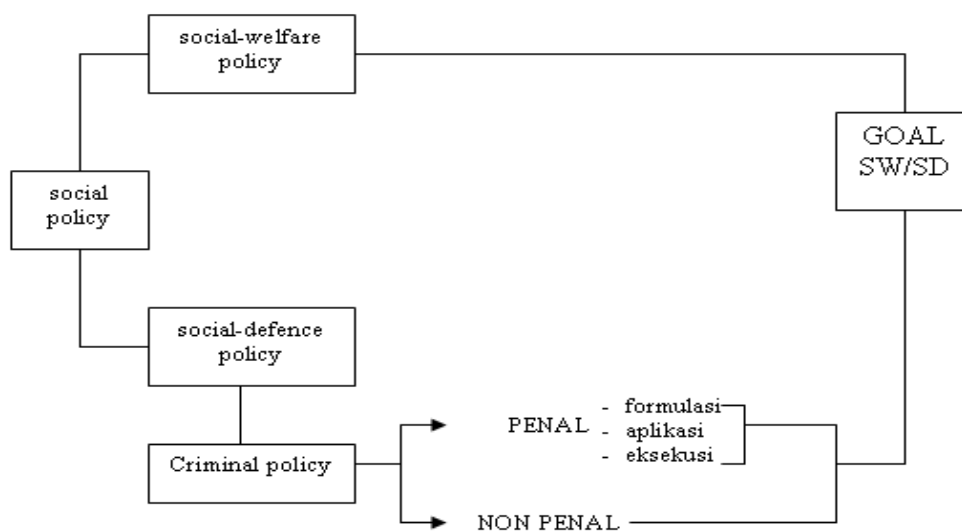 social-welfare
policy
GOAL
SW/SD
social
policy
social-defence
policy
Criminal policy
PENAL
- formulasi
- aplikasi
- eksekusi
NON PENAL